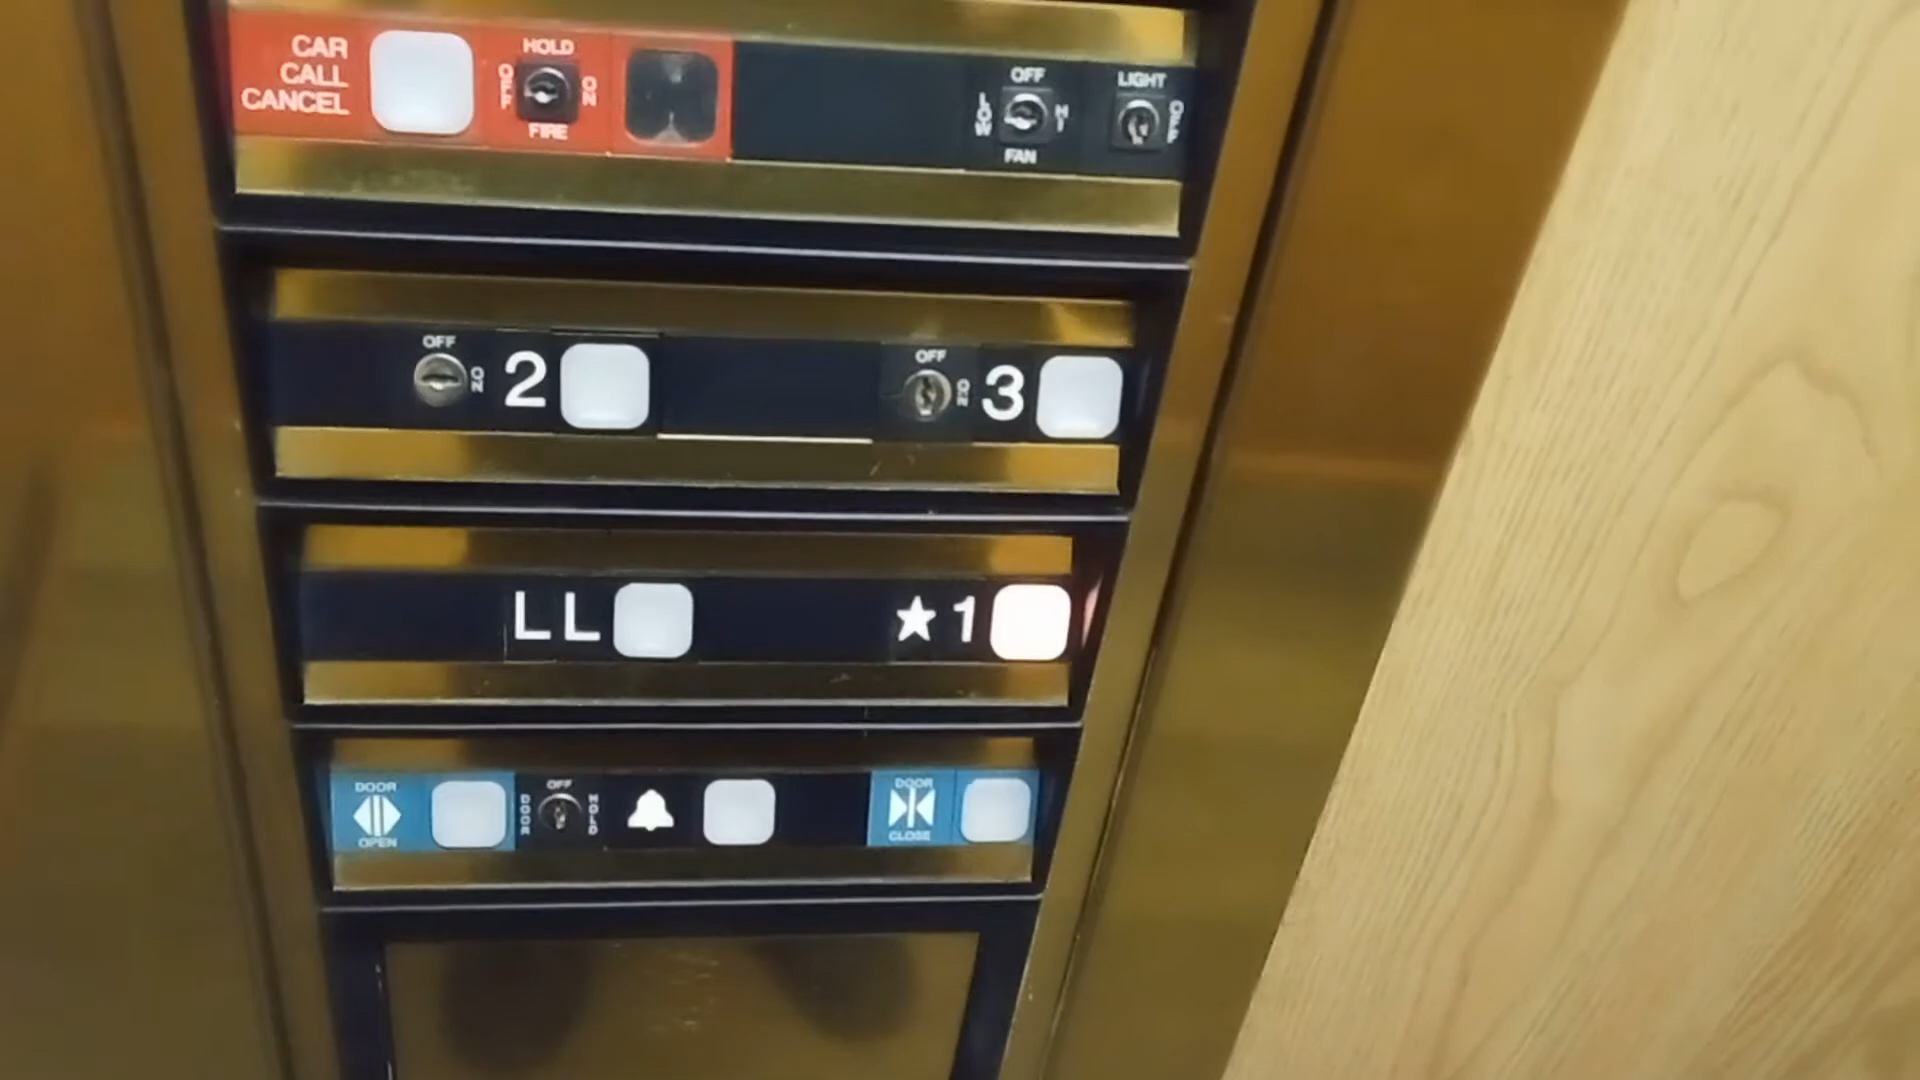 CAR
CALL
CANCEL
HOLD
OFF
ON
FIRE
OFF
LOW
HI
FAN
LIGHT
OFF
OFF
ON
2
OFF
ON
3
LL
★1
DOOR
OPEN
OFF
DOOR
HOLD
DOOR
CLOSE